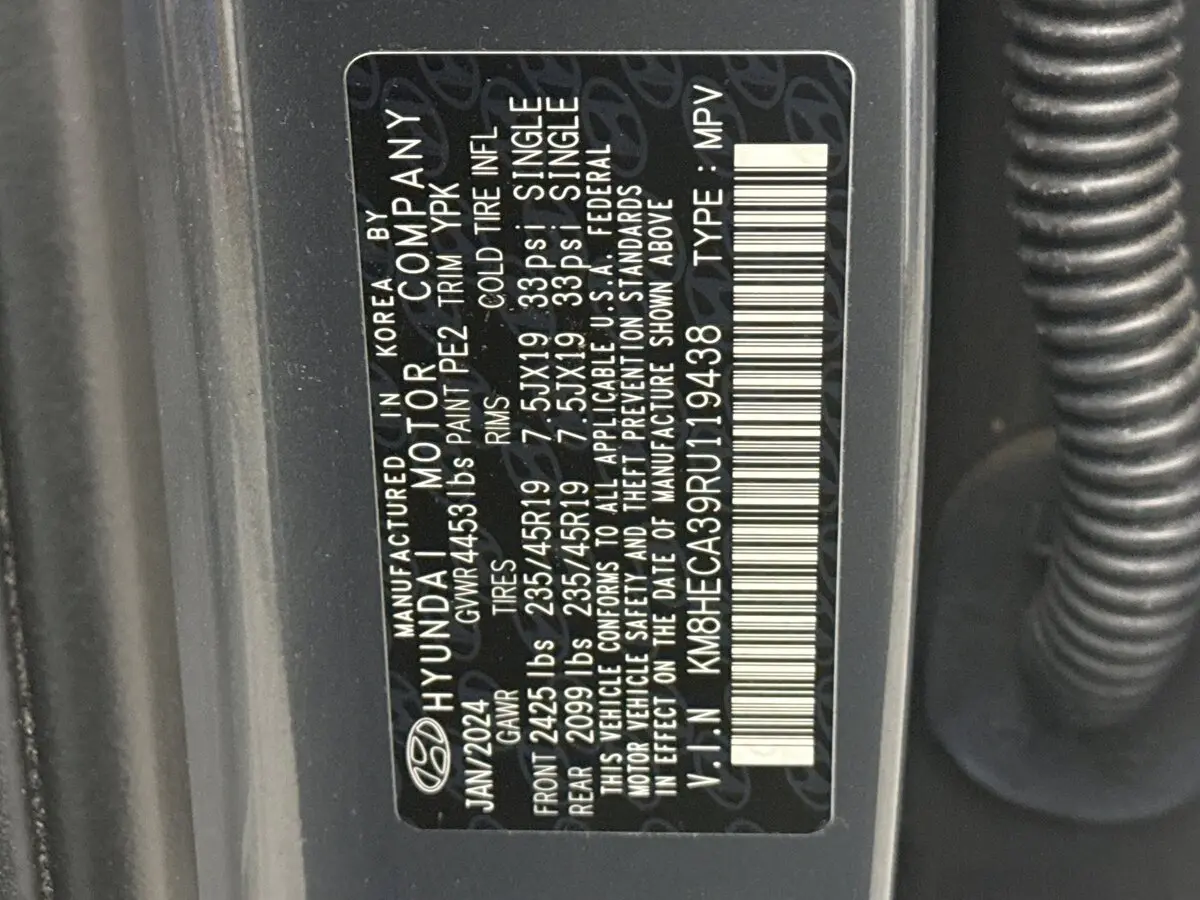 MANUFACTURED IN KOREA BY
HYUNDAI MOTOR COMPANY
JAN/2024 GVWR 4453lbs PAINT PE2 TRIM YPK
GAWR TIRES RIMS COLD TIRE INFL
FRONT 2425lbs 235/45R19 7.5JX19 33psi SINGLE
REAR 2099lbs 235/45R19 7.5JX19 33psi SINGLE
THIS VEHICLE CONFORMS TO ALL APPLICABLE U.S.A. FEDERAL
MOTOR VEHICLE SAFETY AND THEFT PREVENTION STANDARDS
IN EFFECT ON THE DATE OF MANUFACTURE SHOWN ABOVE
V.I.N KM8HECA39RU119438 TYPE : MPV